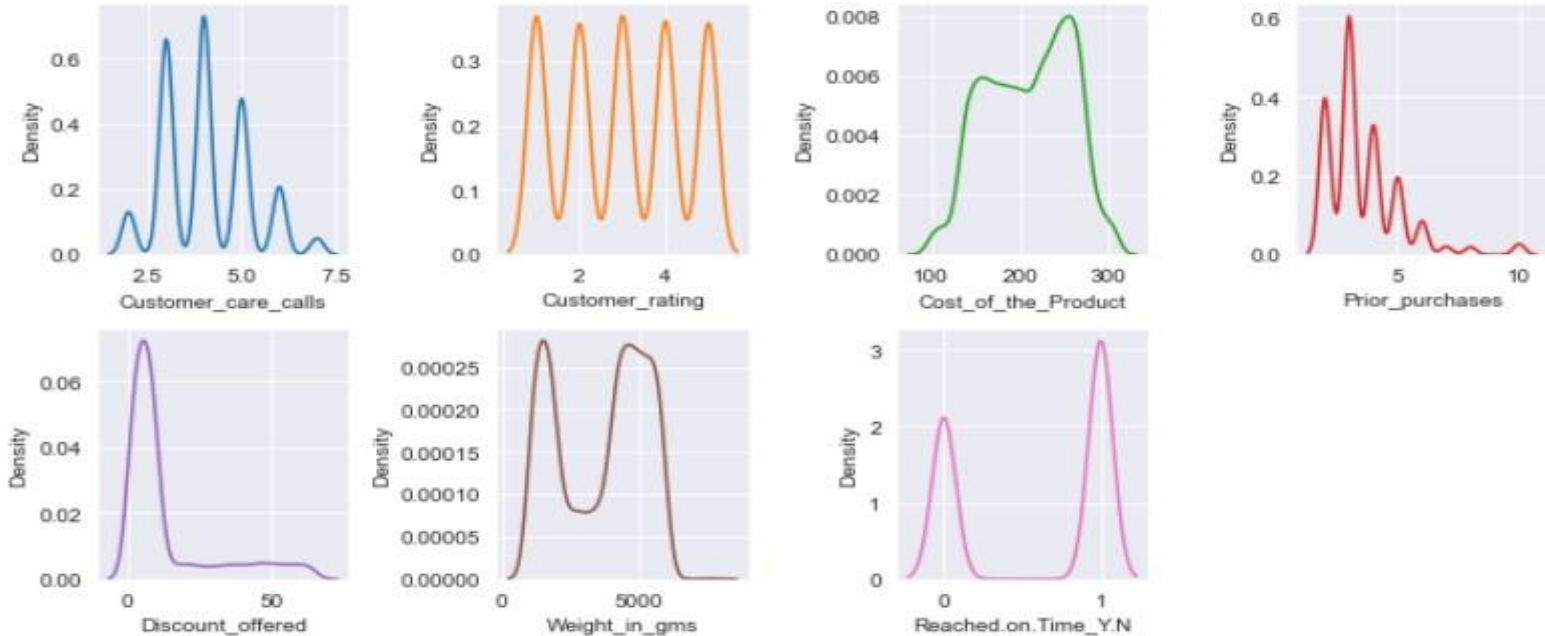 0.6
0.4
0.2
0.0
Density
2.5 5.0 7.5
Customer_care_calls
0.3
0.2
0.1
0.0
Density
2 4
Customer_rating
0.008
0.006
0.004
0.002
0.000
Density
100 200 300
Cost_of_the_Product
0.6
0.4
0.2
0.0
Density
5 10
Prior_purchases
0.06
0.04
0.02
0.00
Density
0 50
Discount_offered
0.00025
0.00020
0.00015
0.00010
0.00005
0.00000
Density
0 5000
Weight_in_gms
3
2
1
0
Density
0 1
Reached.on.Time_Y.N